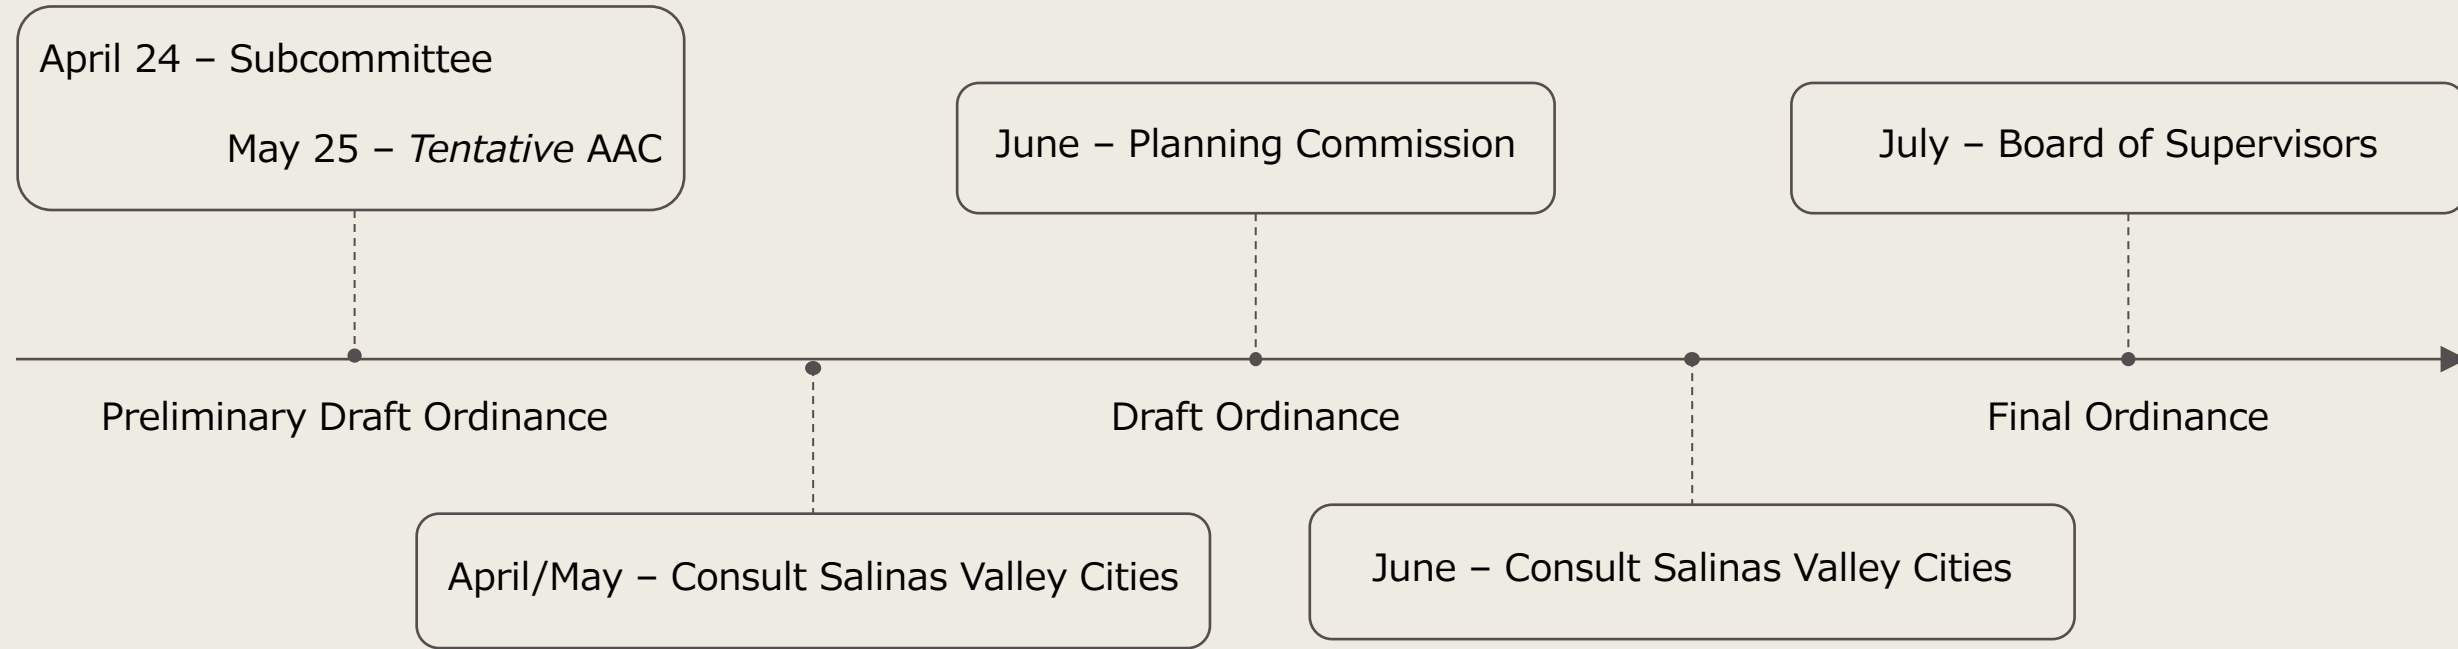 April 24 – Subcommittee
May 25 – Tentative AAC
June – Planning Commission
July – Board of Supervisors
Preliminary Draft Ordinance
Draft Ordinance
Final Ordinance
April/May – Consult Salinas Valley Cities
June – Consult Salinas Valley Cities